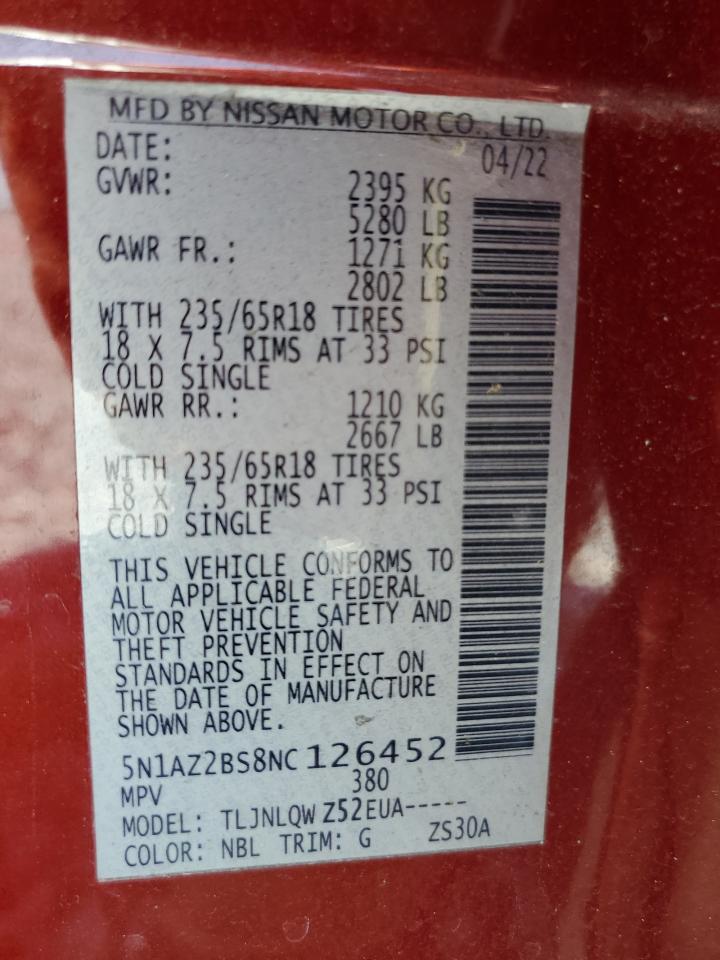 MFD BY NISSAN MOTOR CO., LTD.
DATE: 04/22
GVWR: 2395 KG
5280 LB
GAWR FR.: 1271 KG
2802 LB
WITH 235/65R18 TIRES
18 X 7.5 RIMS AT 33 PSI
COLD SINGLE
GAWR RR.: 1210 KG
2667 LB
WITH 235/65R18 TIRES
18 X 7.5 RIMS AT 33 PSI
COLD SINGLE
THIS VEHICLE CONFORMS TO
ALL APPLICABLE FEDERAL
MOTOR VEHICLE SAFETY AND
THEFT PREVENTION
STANDARDS IN EFFECT ON
THE DATE OF MANUFACTURE
SHOWN ABOVE.
5N1AZ2BS8NC126452
MPV 380
MODEL: TLJNLQW Z52EUA-----
COLOR: NBL TRIM: G ZS30A